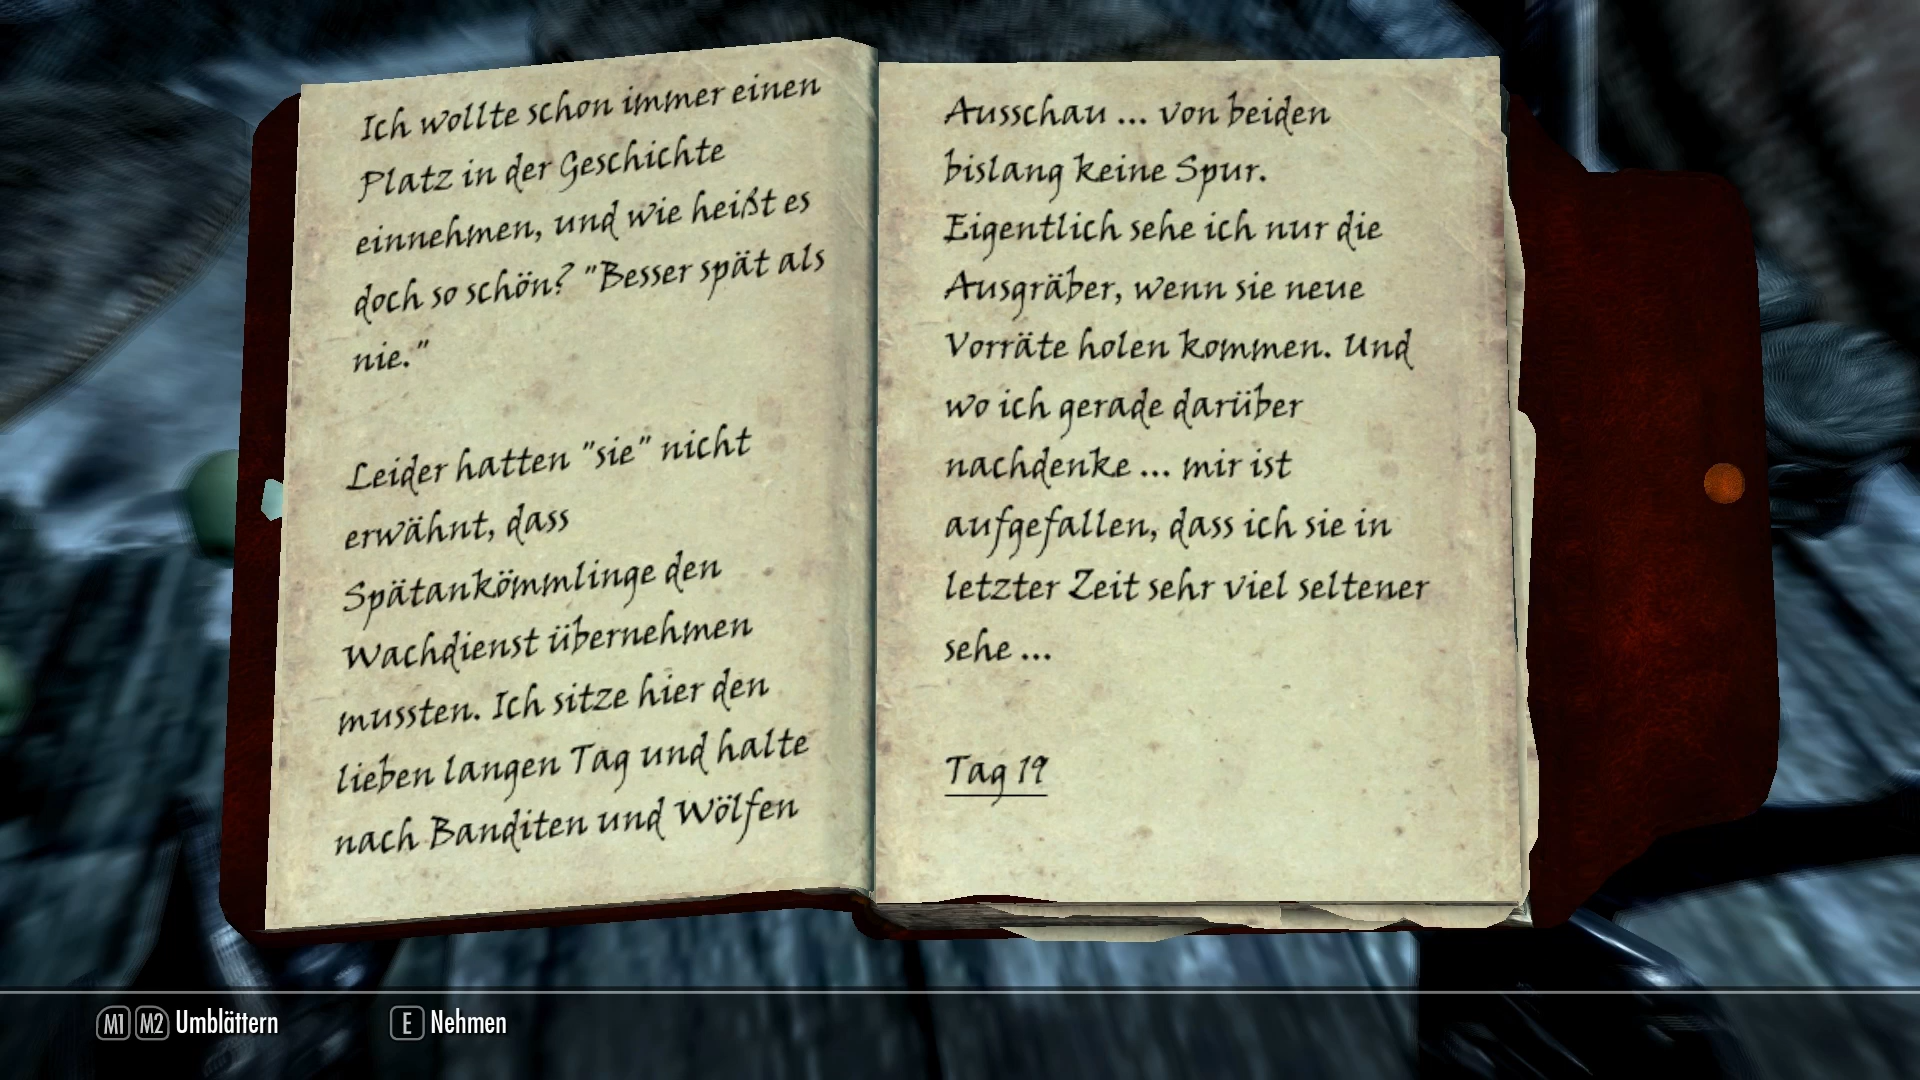 Ich wollte schon immer einen
Platz in der Geschichte
einnehmen, und wie heißt es
doch so schön? "Besser spät als
nie."
Leider hatten "sie" nicht
erwähnt, dass
Spätankömmlinge den
Wachdienst übernehmen
mussten. Ich sitze hier den
lieben langen Tag und halte
nach Banditen und Wölfen
Ausschau ... von beiden
bislang keine Spur.
Eigentlich sehe ich nur die
Ausgräber, wenn sie neue
Vorräte holen kommen. Und
wo ich gerade darüber
nachdenke ... mir ist
aufgefallen, dass ich sie in
letzter Zeit sehr viel seltener
sehe ...
Tag 19
M1 M2 Umblättern
E Nehmen